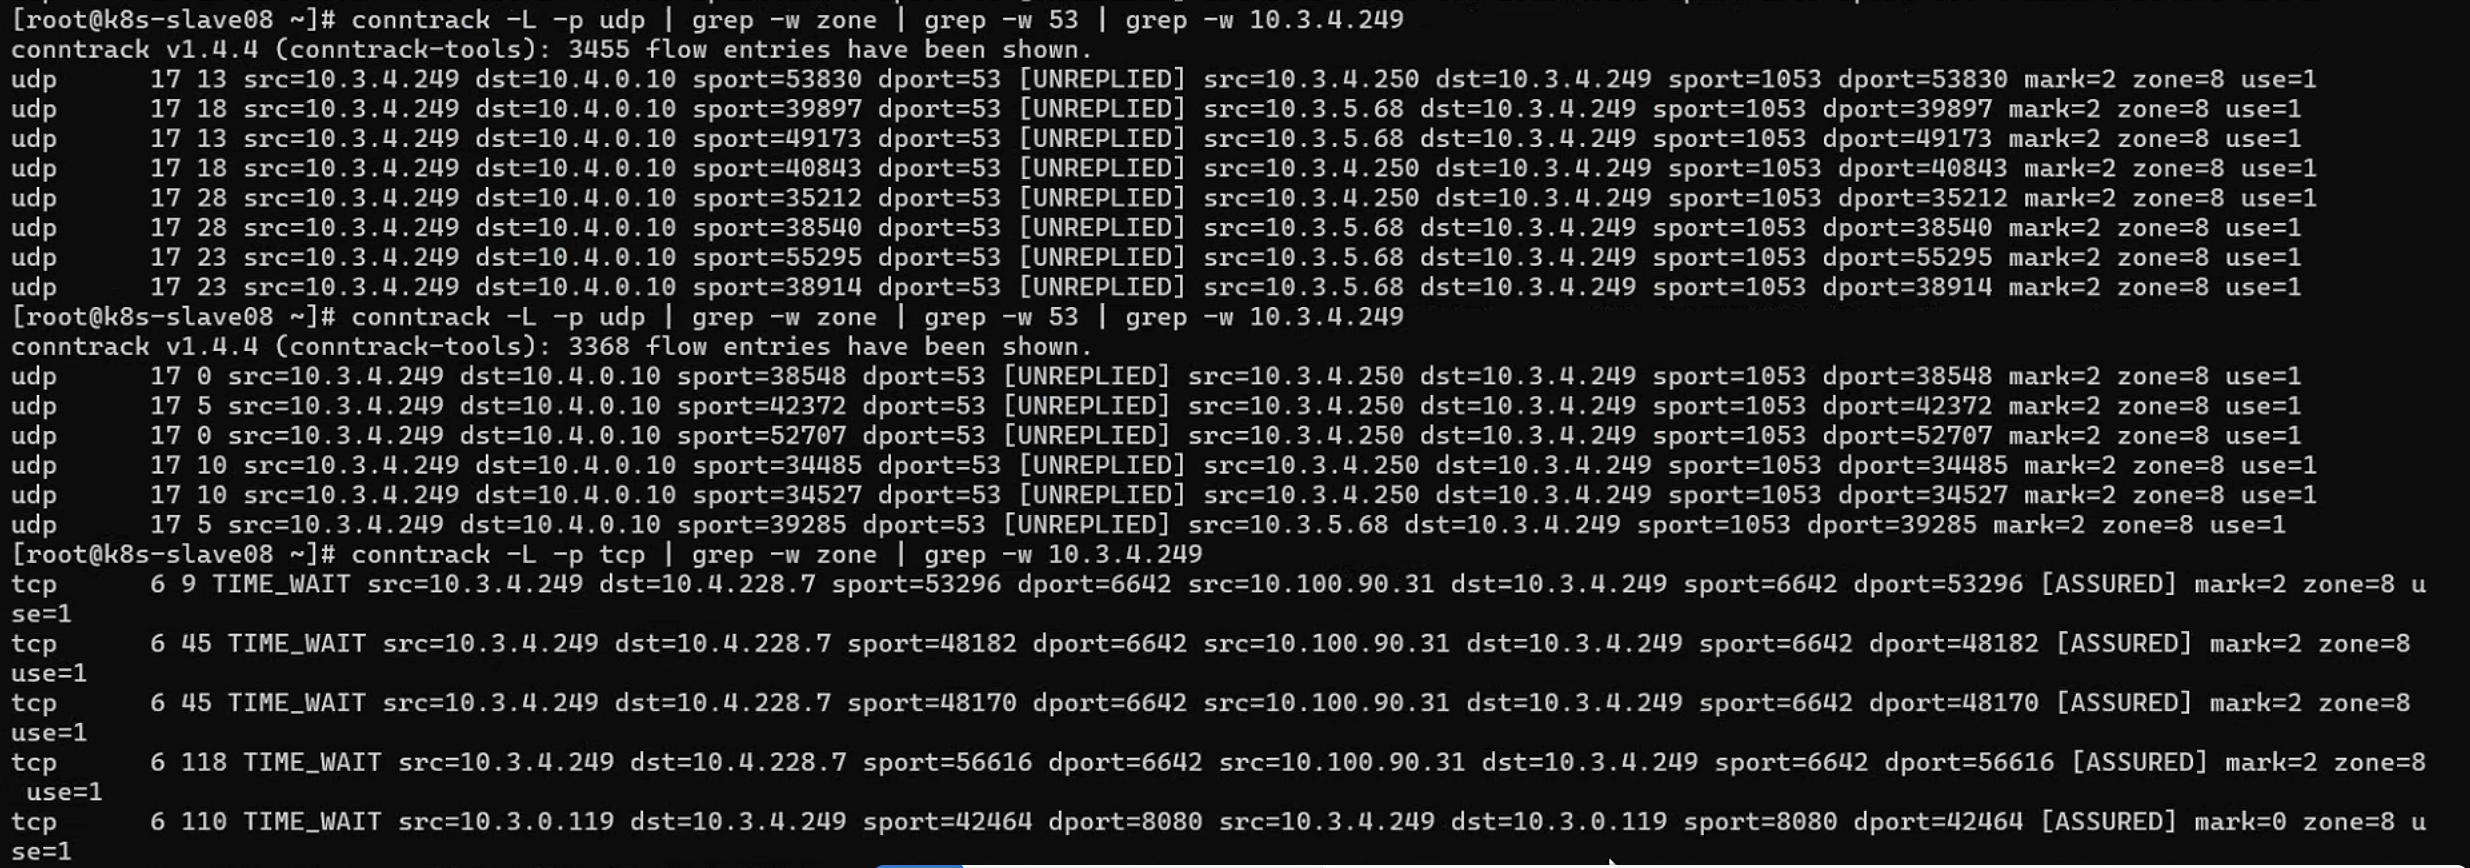 [root@k8s-slave08 ~]# conntrack -L -p udp | grep -w zone | grep -w 53 | grep -w 10.3.4.249
conntrack v1.4.4 (conntrack-tools): 3455 flow entries have been shown.
udp      17 13 src=10.3.4.249 dst=10.4.0.10 sport=53830 dport=53 [UNREPLIED] src=10.3.4.250 dst=10.3.4.249 sport=1053 dport=53830 mark=2 zone=8 use=1
udp      17 18 src=10.3.4.249 dst=10.4.0.10 sport=39897 dport=53 [UNREPLIED] src=10.3.5.68 dst=10.3.4.249 sport=1053 dport=39897 mark=2 zone=8 use=1
udp      17 13 src=10.3.4.249 dst=10.4.0.10 sport=49173 dport=53 [UNREPLIED] src=10.3.5.68 dst=10.3.4.249 sport=1053 dport=49173 mark=2 zone=8 use=1
udp      17 18 src=10.3.4.249 dst=10.4.0.10 sport=40843 dport=53 [UNREPLIED] src=10.3.4.250 dst=10.3.4.249 sport=1053 dport=40843 mark=2 zone=8 use=1
udp      17 28 src=10.3.4.249 dst=10.4.0.10 sport=35212 dport=53 [UNREPLIED] src=10.3.4.250 dst=10.3.4.249 sport=1053 dport=35212 mark=2 zone=8 use=1
udp      17 28 src=10.3.4.249 dst=10.4.0.10 sport=38540 dport=53 [UNREPLIED] src=10.3.5.68 dst=10.3.4.249 sport=1053 dport=38540 mark=2 zone=8 use=1
udp      17 23 src=10.3.4.249 dst=10.4.0.10 sport=55295 dport=53 [UNREPLIED] src=10.3.5.68 dst=10.3.4.249 sport=1053 dport=55295 mark=2 zone=8 use=1
udp      17 23 src=10.3.4.249 dst=10.4.0.10 sport=38914 dport=53 [UNREPLIED] src=10.3.5.68 dst=10.3.4.249 sport=1053 dport=38914 mark=2 zone=8 use=1
[root@k8s-slave08 ~]# conntrack -L -p udp | grep -w zone | grep -w 53 | grep -w 10.3.4.249
conntrack v1.4.4 (conntrack-tools): 3368 flow entries have been shown.
udp      17 0 src=10.3.4.249 dst=10.4.0.10 sport=38548 dport=53 [UNREPLIED] src=10.3.4.250 dst=10.3.4.249 sport=1053 dport=38548 mark=2 zone=8 use=1
udp      17 5 src=10.3.4.249 dst=10.4.0.10 sport=42372 dport=53 [UNREPLIED] src=10.3.4.250 dst=10.3.4.249 sport=1053 dport=42372 mark=2 zone=8 use=1
udp      17 0 src=10.3.4.249 dst=10.4.0.10 sport=52707 dport=53 [UNREPLIED] src=10.3.4.250 dst=10.3.4.249 sport=1053 dport=52707 mark=2 zone=8 use=1
udp      17 10 src=10.3.4.249 dst=10.4.0.10 sport=34485 dport=53 [UNREPLIED] src=10.3.4.250 dst=10.3.4.249 sport=1053 dport=34485 mark=2 zone=8 use=1
udp      17 10 src=10.3.4.249 dst=10.4.0.10 sport=34527 dport=53 [UNREPLIED] src=10.3.4.250 dst=10.3.4.249 sport=1053 dport=34527 mark=2 zone=8 use=1
udp      17 5 src=10.3.4.249 dst=10.4.0.10 sport=39285 dport=53 [UNREPLIED] src=10.3.5.68 dst=10.3.4.249 sport=1053 dport=39285 mark=2 zone=8 use=1
[root@k8s-slave08 ~]# conntrack -L -p tcp | grep -w zone | grep -w 10.3.4.249
tcp      6 9 TIME_WAIT src=10.3.4.249 dst=10.4.228.7 sport=53296 dport=6642 src=10.100.90.31 dst=10.3.4.249 sport=6642 dport=53296 [ASSURED] mark=2 zone=8 u
se=1
tcp      6 45 TIME_WAIT src=10.3.4.249 dst=10.4.228.7 sport=48182 dport=6642 src=10.100.90.31 dst=10.3.4.249 sport=6642 dport=48182 [ASSURED] mark=2 zone=8
use=1
tcp      6 45 TIME_WAIT src=10.3.4.249 dst=10.4.228.7 sport=48170 dport=6642 src=10.100.90.31 dst=10.3.4.249 sport=6642 dport=48170 [ASSURED] mark=2 zone=8
use=1
tcp      6 118 TIME_WAIT src=10.3.4.249 dst=10.4.228.7 sport=56616 dport=6642 src=10.100.90.31 dst=10.3.4.249 sport=6642 dport=56616 [ASSURED] mark=2 zone=8
 use=1
tcp      6 110 TIME_WAIT src=10.3.0.119 dst=10.3.4.249 sport=42464 dport=8080 src=10.3.4.249 dst=10.3.0.119 sport=8080 dport=42464 [ASSURED] mark=0 zone=8 u
se=1